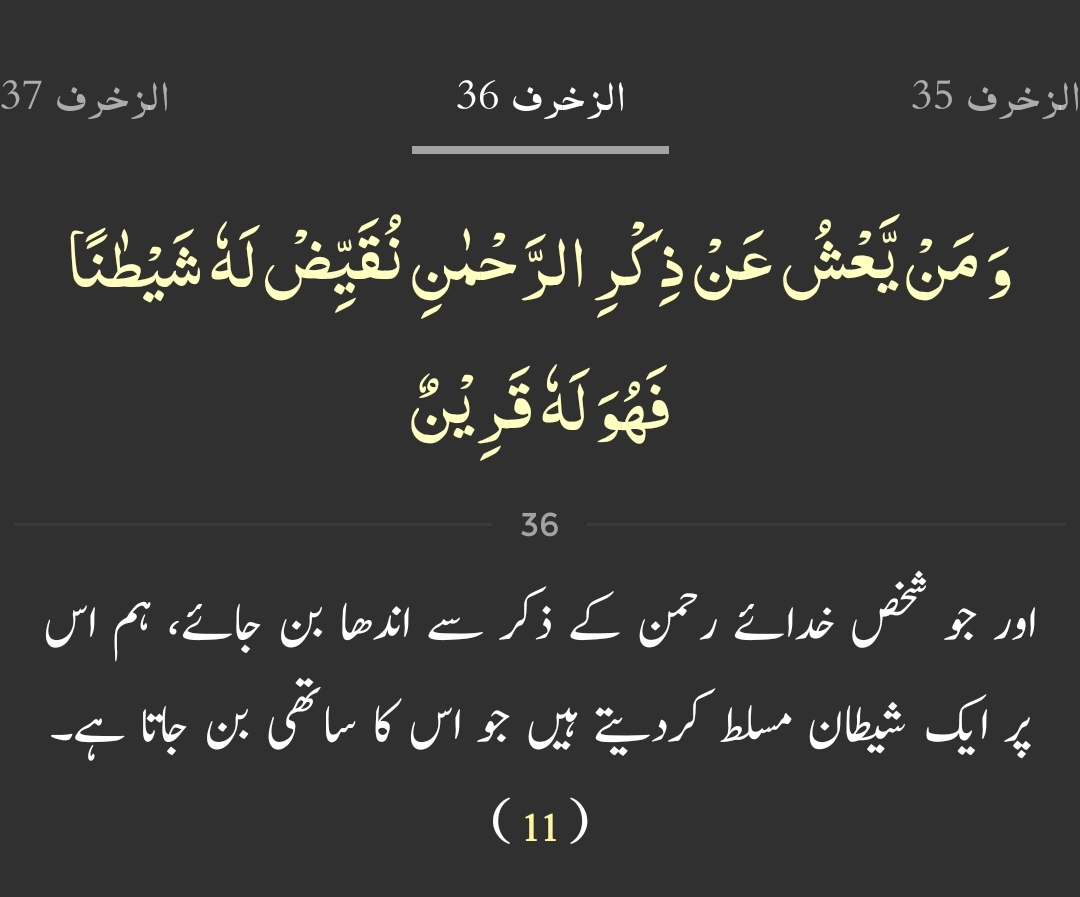 الزخرف 35
الزخرف 36
الزخرف 37
وَ مَنۡ يَّعۡشُ عَنۡ ذِكۡرِ الرَّحۡمٰنِ نُقَيِّضۡ لَهٗ شَيۡطٰنًا
فَهُوَ لَهٗ قَرِيۡنٌ
36
اور جو شخص خدائے رحمن کے ذکر سے اندھا بن جائے، ہم اس
پر ایک شیطان مسلط کردیتے ہیں جو اس کا ساتھی بن جاتا ہے۔
( 11 )